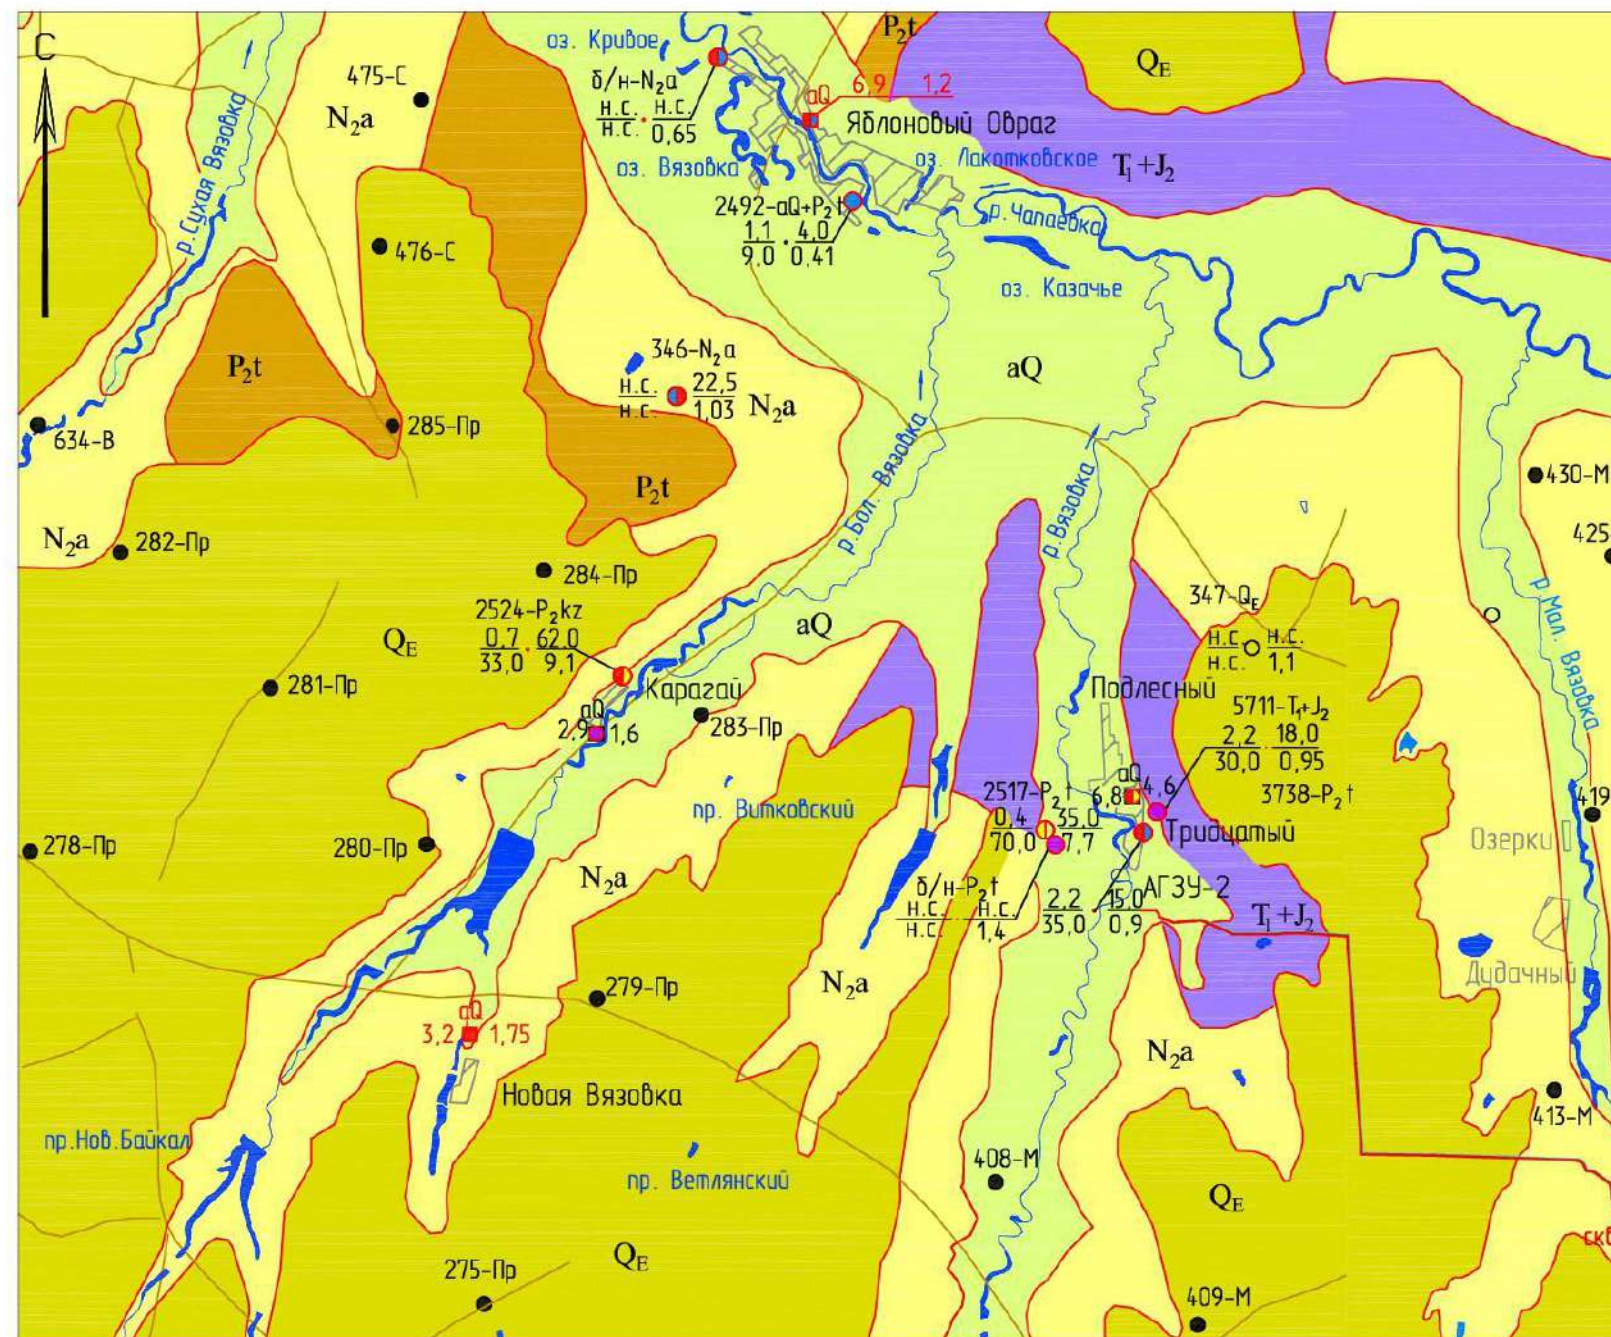 С
оз. Кривое
P₂t
475-С
N₂a
б/н-N₂a
н.с. н.с.
н.с. 0,65
aQ 6,9 1,2
Яблоновый Овраг
Q_E
р.Сухая Вязовка
оз. Вязовка
оз. Лакотковское
T₁+J₂
2492-aQ+P₂t
1,1 4,0
9,0 0,41
р.Чапаевка
476-С
оз. Казачье
P₂t
346-N₂a
н.с. 22,5
н.с. 1,03
N₂a
aQ
634-В
285-Пр
р.Бол. Вязовка
р.Вязовка
430-М
P₂t
N₂a
282-Пр
425-
284-Пр
2524-P₂kz
0,7 62,0
33,0 9,1
Q_E
aQ
347-Q_E
н.с. н.с.
н.с. 1,1
р.Мал. Вязовка
281-Пр
Карагай
aQ
2,9 1,6
283-Пр
Подлесный
5711-T₁+J₂
2,2 18,0
30,0 0,95
3738-P₂t
aQ
6,8 4,6
пр. Витковский
2517-P₂t
0,4 35,0
70,0 7,7
419
Тридцатый
Озерки
278-Пр
280-Пр
N₂a
б/н-P₂t
н.с. н.с.
н.с. 1,4
АГЗУ-2
2,2 15,0
35,0 0,9
T₁+J₂
Дудачный
279-Пр
N₂a
aQ
3,2 1,75
N₂a
Новая Вязовка
413-М
пр.Нов.Байкал
408-М
пр. Ветлянский
Q_E
Q_E
скв
275-Пр
409-М